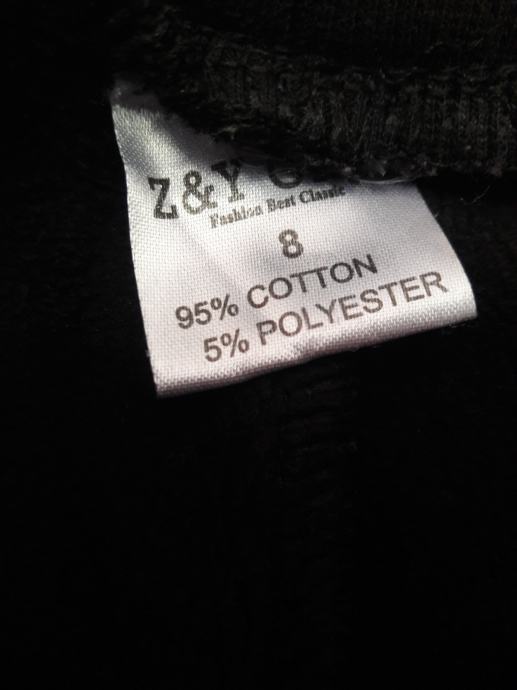 Z&Y
Fashion Best Classic
8
95% COTTON
5% POLYESTER